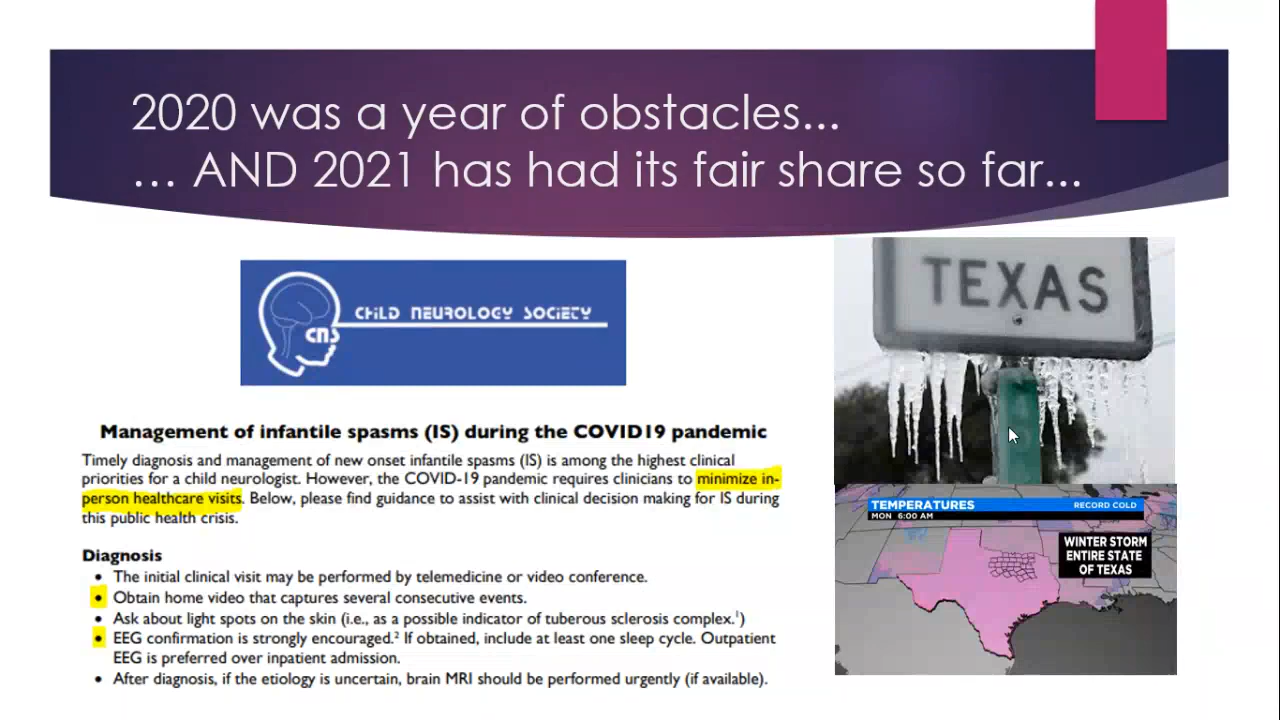 2020 was a year of obstacles...
... AND 2021 has had its fair share so far...
CHILD NEUROLOGY SOCIETY
cns
Management of infantile spasms (IS) during the COVID19 pandemic
Timely diagnosis and management of new onset infantile spasms (IS) is among the highest clinical
priorities for a child neurologist. However, the COVID-19 pandemic requires clinicians to minimize in-
person healthcare visits. Below, please find guidance to assist with clinical decision making for IS during
this public health crisis.
Diagnosis
• The initial clinical visit may be performed by telemedicine or video conference.
• Obtain home video that captures several consecutive events.
• Ask about light spots on the skin (i.e., as a possible indicator of tuberous sclerosis complex.¹)
• EEG confirmation is strongly encouraged.² If obtained, include at least one sleep cycle. Outpatient
EEG is preferred over inpatient admission.
• After diagnosis, if the etiology is uncertain, brain MRI should be performed urgently (if available).
TEXAS
TEMPERATURES RECORD COLD
MON 6:00 AM
WINTER STORM
ENTIRE STATE
OF TEXAS